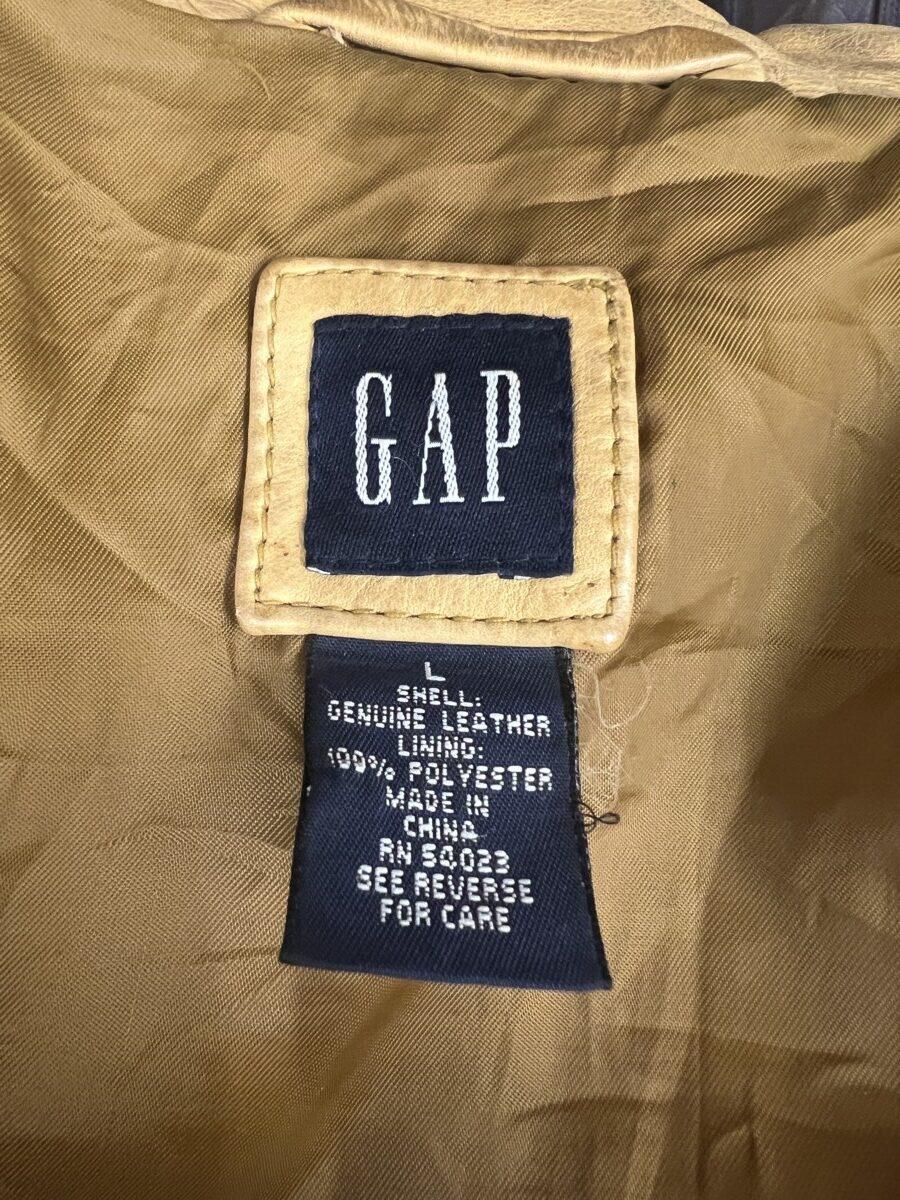 GAP
L
SHELL:
GENUINE LEATHER
LINING:
100% POLYESTER
MADE IN
CHINA
RN 54023
SEE REVERSE
FOR CARE